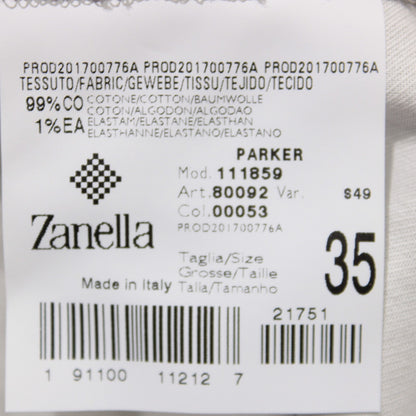 PROD201700776A PROD201700776A PROD201700776A
TESSUTO/FABRIC/GEWEBE/TISSU/TEJIDO/TECIDO
99%CO COTONE/COTTON/BAUMWOLLE
COTON/ALGODON/ALGODAO
1%EA ELASTAM/ELASTANE/ELASTHAN
ELASTHANNE/ELASTANO/ELASTANO
PARKER
Mod. 111859
Art. 80092 Var. S49
Col. 00053
PROD201700776A
Zanella
Taglia/Size
Grosse/Taille
Talla/Tamanho
35
Made in Italy
21751
1 91100 11212 7